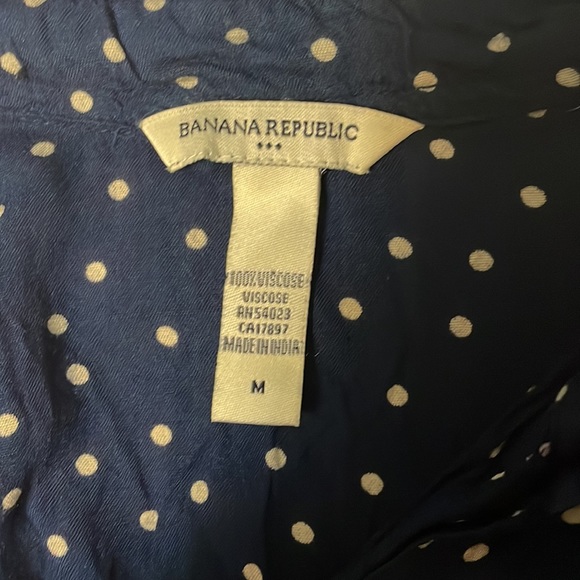 BANANA REPUBLIC
100% VISCOSE
VISCOSE
RN54023
CA17897
MADE IN INDIA
M